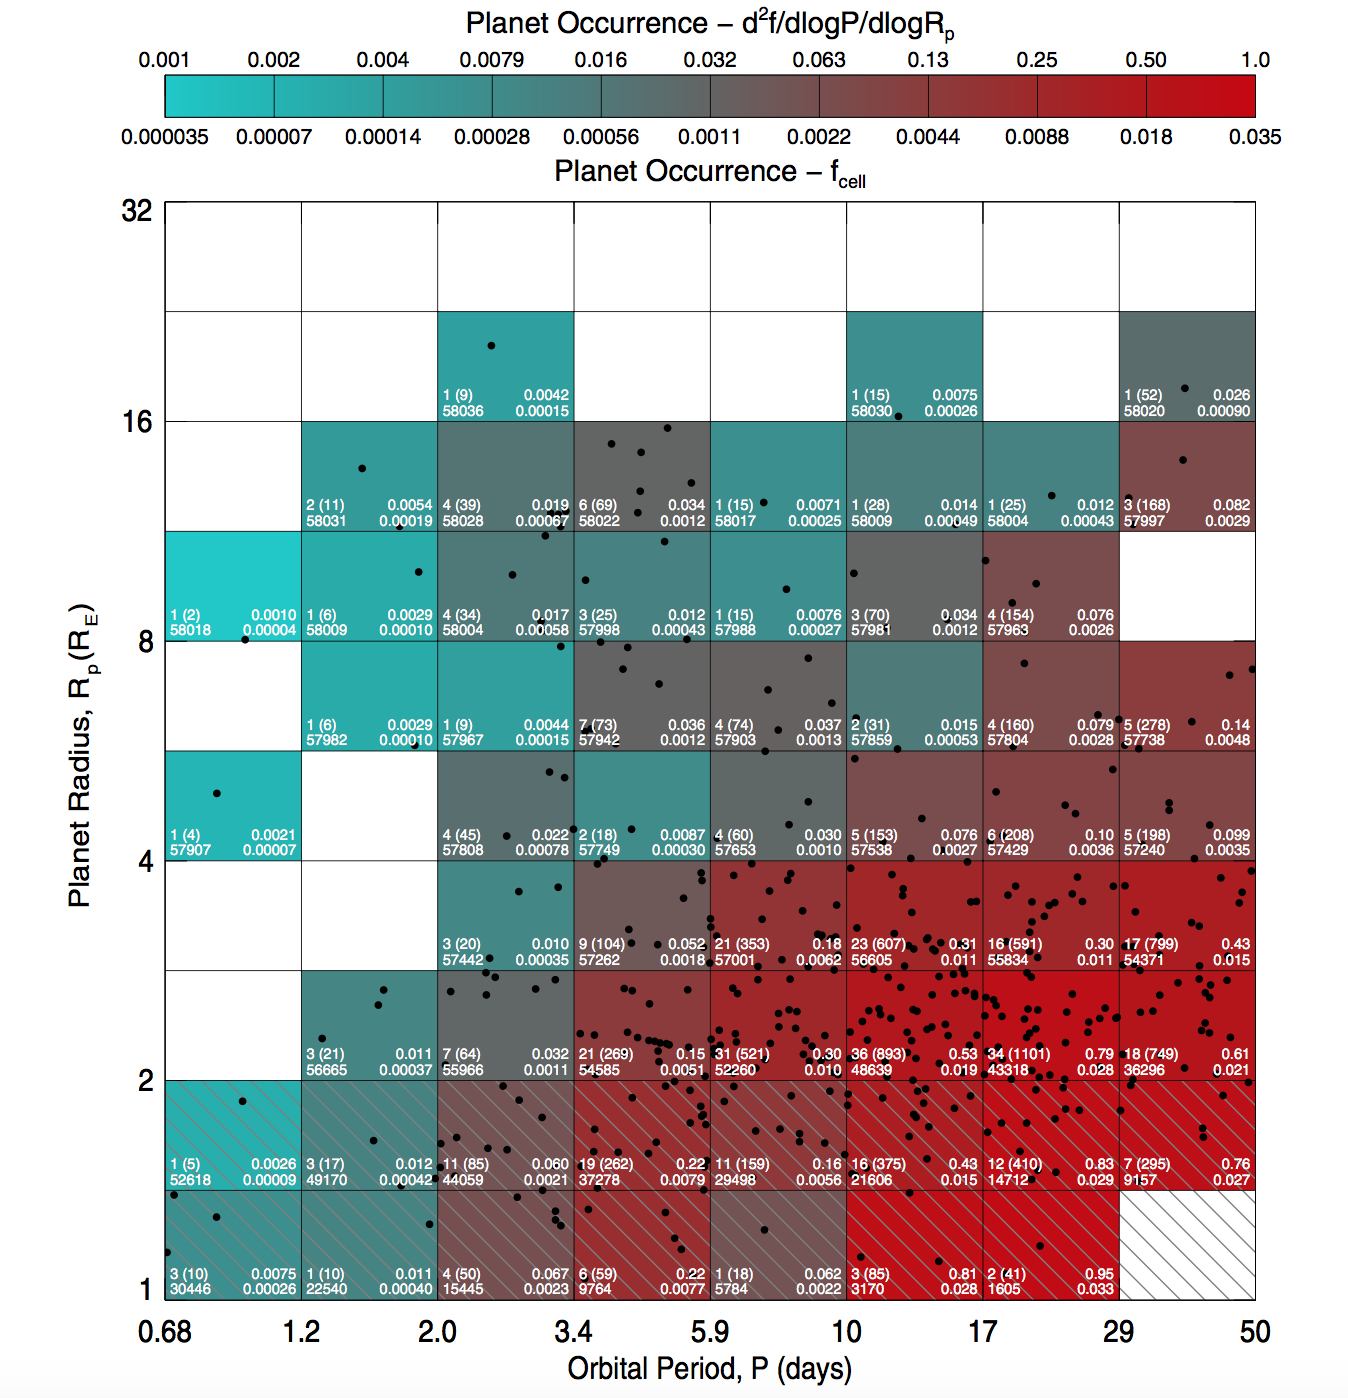 Planet Occurrence – d²f/dlogP/dlogRp
0.001 0.002 0.004 0.0079 0.016 0.032 0.063 0.13 0.25 0.50 1.0
0.000035 0.00007 0.00014 0.00028 0.00056 0.0011 0.0022 0.0044 0.0088 0.018 0.035
Planet Occurrence – fcell
32
1 (9) 0.0042 1 (15) 0.0075 1 (52) 0.026
58036 0.00015 58030 0.00026 58020 0.00090
16
2 (11) 0.0054 4 (39) 0.019 6 (69) 0.034 1 (15) 0.0071 1 (28) 0.014 1 (25) 0.012 3 (168) 0.082
58031 0.00019 58028 0.00067 58022 0.0012 58017 0.00025 58009 0.00049 58004 0.00043 57997 0.0029
1 (2) 0.0010 1 (6) 0.0029 4 (34) 0.017 3 (25) 0.012 1 (15) 0.0076 3 (70) 0.034 4 (154) 0.076
58018 0.00004 58009 0.00010 58004 0.00058 57998 0.00043 57988 0.00027 57981 0.0012 57963 0.0026
8
1 (6) 0.0029 1 (9) 0.0044 7 (73) 0.036 4 (74) 0.037 2 (31) 0.015 4 (160) 0.079 5 (278) 0.14
57982 0.00010 57967 0.00015 57942 0.0012 57903 0.0013 57859 0.00053 57804 0.0028 57738 0.0048
1 (4) 0.0021 4 (45) 0.022 2 (18) 0.0087 4 (60) 0.030 5 (153) 0.076 6 (208) 0.10 5 (198) 0.099
57907 0.00007 57808 0.00078 57749 0.00030 57653 0.0010 57538 0.0027 57429 0.0036 57240 0.0035
4
3 (20) 0.010 9 (104) 0.052 21 (353) 0.18 23 (607) 0.31 16 (591) 0.30 17 (799) 0.43
57442 0.00035 57262 0.0018 57001 0.0062 56605 0.011 55834 0.011 54371 0.015
3 (21) 0.011 7 (64) 0.032 21 (269) 0.15 31 (521) 0.30 36 (893) 0.53 34 (1101) 0.79 18 (749) 0.61
56665 0.00037 55966 0.0011 54585 0.0051 52260 0.010 48639 0.019 43318 0.028 36296 0.021
2
1 (5) 0.0026 3 (17) 0.012 11 (85) 0.060 19 (262) 0.22 11 (159) 0.16 16 (375) 0.43 12 (410) 0.83 7 (295) 0.76
52618 0.00009 49170 0.00042 44059 0.0021 37278 0.0079 29498 0.0056 21606 0.015 14712 0.029 9157 0.027
3 (10) 0.0075 1 (10) 0.011 4 (50) 0.067 6 (59) 0.22 1 (18) 0.062 3 (85) 0.81 2 (41) 0.95
30446 0.00026 22540 0.00040 15445 0.0023 9764 0.0077 5784 0.0022 3170 0.028 1605 0.033
1
Planet Radius, Rp (RE)
0.68 1.2 2.0 3.4 5.9 10 17 29 50
Orbital Period, P (days)